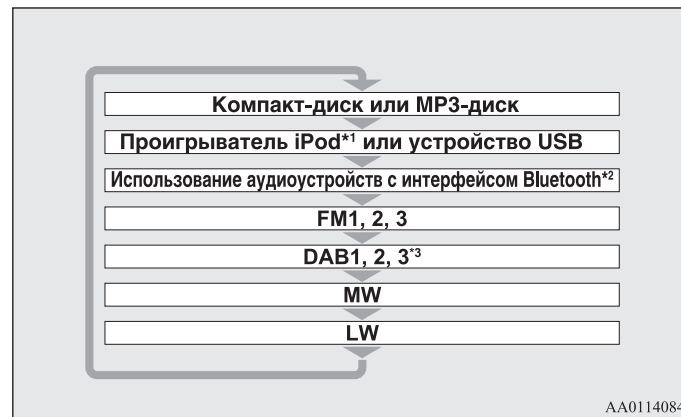 Компакт-диск или MP3-диск
Проигрыватель iPod*1 или устройство USB
Использование аудиоустройств с интерфейсом Bluetooth*2
FM1, 2, 3
DAB1, 2, 3*3
MW
LW
AA0114084